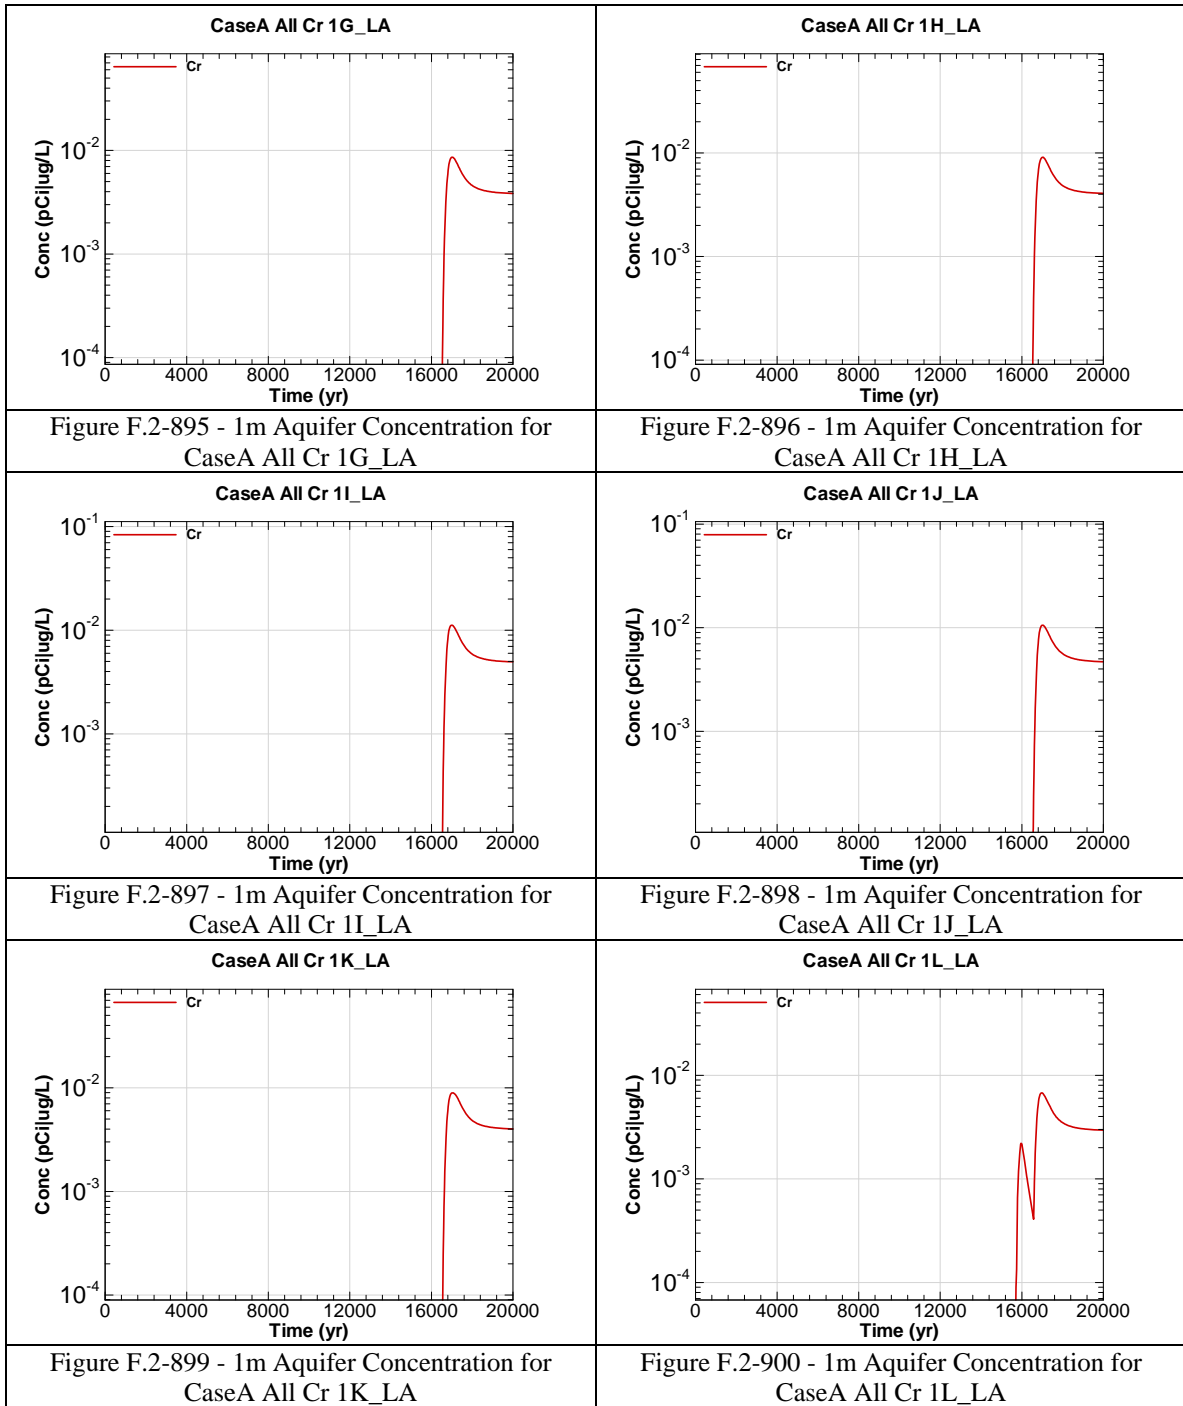 CaseA All Cr 1G_LA
Cr
Conc (pCi|ug/L)
10-2
10-3
10-4
0 4000 8000 12000 16000 20000
Time (yr)
Figure F.2-895 - 1m Aquifer Concentration for
CaseA All Cr 1G_LA
CaseA All Cr 1H_LA
Cr
Conc (pCi|ug/L)
10-2
10-3
10-4
0 4000 8000 12000 16000 20000
Time (yr)
Figure F.2-896 - 1m Aquifer Concentration for
CaseA All Cr 1H_LA
CaseA All Cr 1I_LA
Cr
Conc (pCi|ug/L)
10-1
10-2
10-3
0 4000 8000 12000 16000 20000
Time (yr)
Figure F.2-897 - 1m Aquifer Concentration for
CaseA All Cr 1I_LA
CaseA All Cr 1J_LA
Cr
Conc (pCi|ug/L)
10-1
10-2
10-3
0 4000 8000 12000 16000 20000
Time (yr)
Figure F.2-898 - 1m Aquifer Concentration for
CaseA All Cr 1J_LA
CaseA All Cr 1K_LA
Cr
Conc (pCi|ug/L)
10-2
10-3
10-4
0 4000 8000 12000 16000 20000
Time (yr)
Figure F.2-899 - 1m Aquifer Concentration for
CaseA All Cr 1K_LA
CaseA All Cr 1L_LA
Cr
Conc (pCi|ug/L)
10-2
10-3
10-4
0 4000 8000 12000 16000 20000
Time (yr)
Figure F.2-900 - 1m Aquifer Concentration for
CaseA All Cr 1L_LA